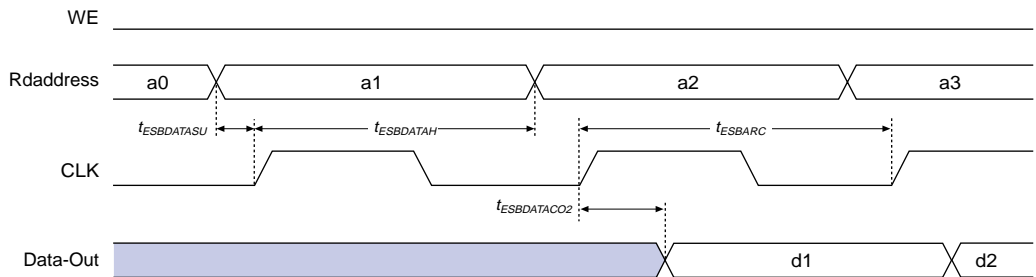 WE
Rdaddress a0 a1 a2 a3
tESBDATASU tESBDATAH tESBARC
CLK
tESBDATACO2
Data-Out d1 d2